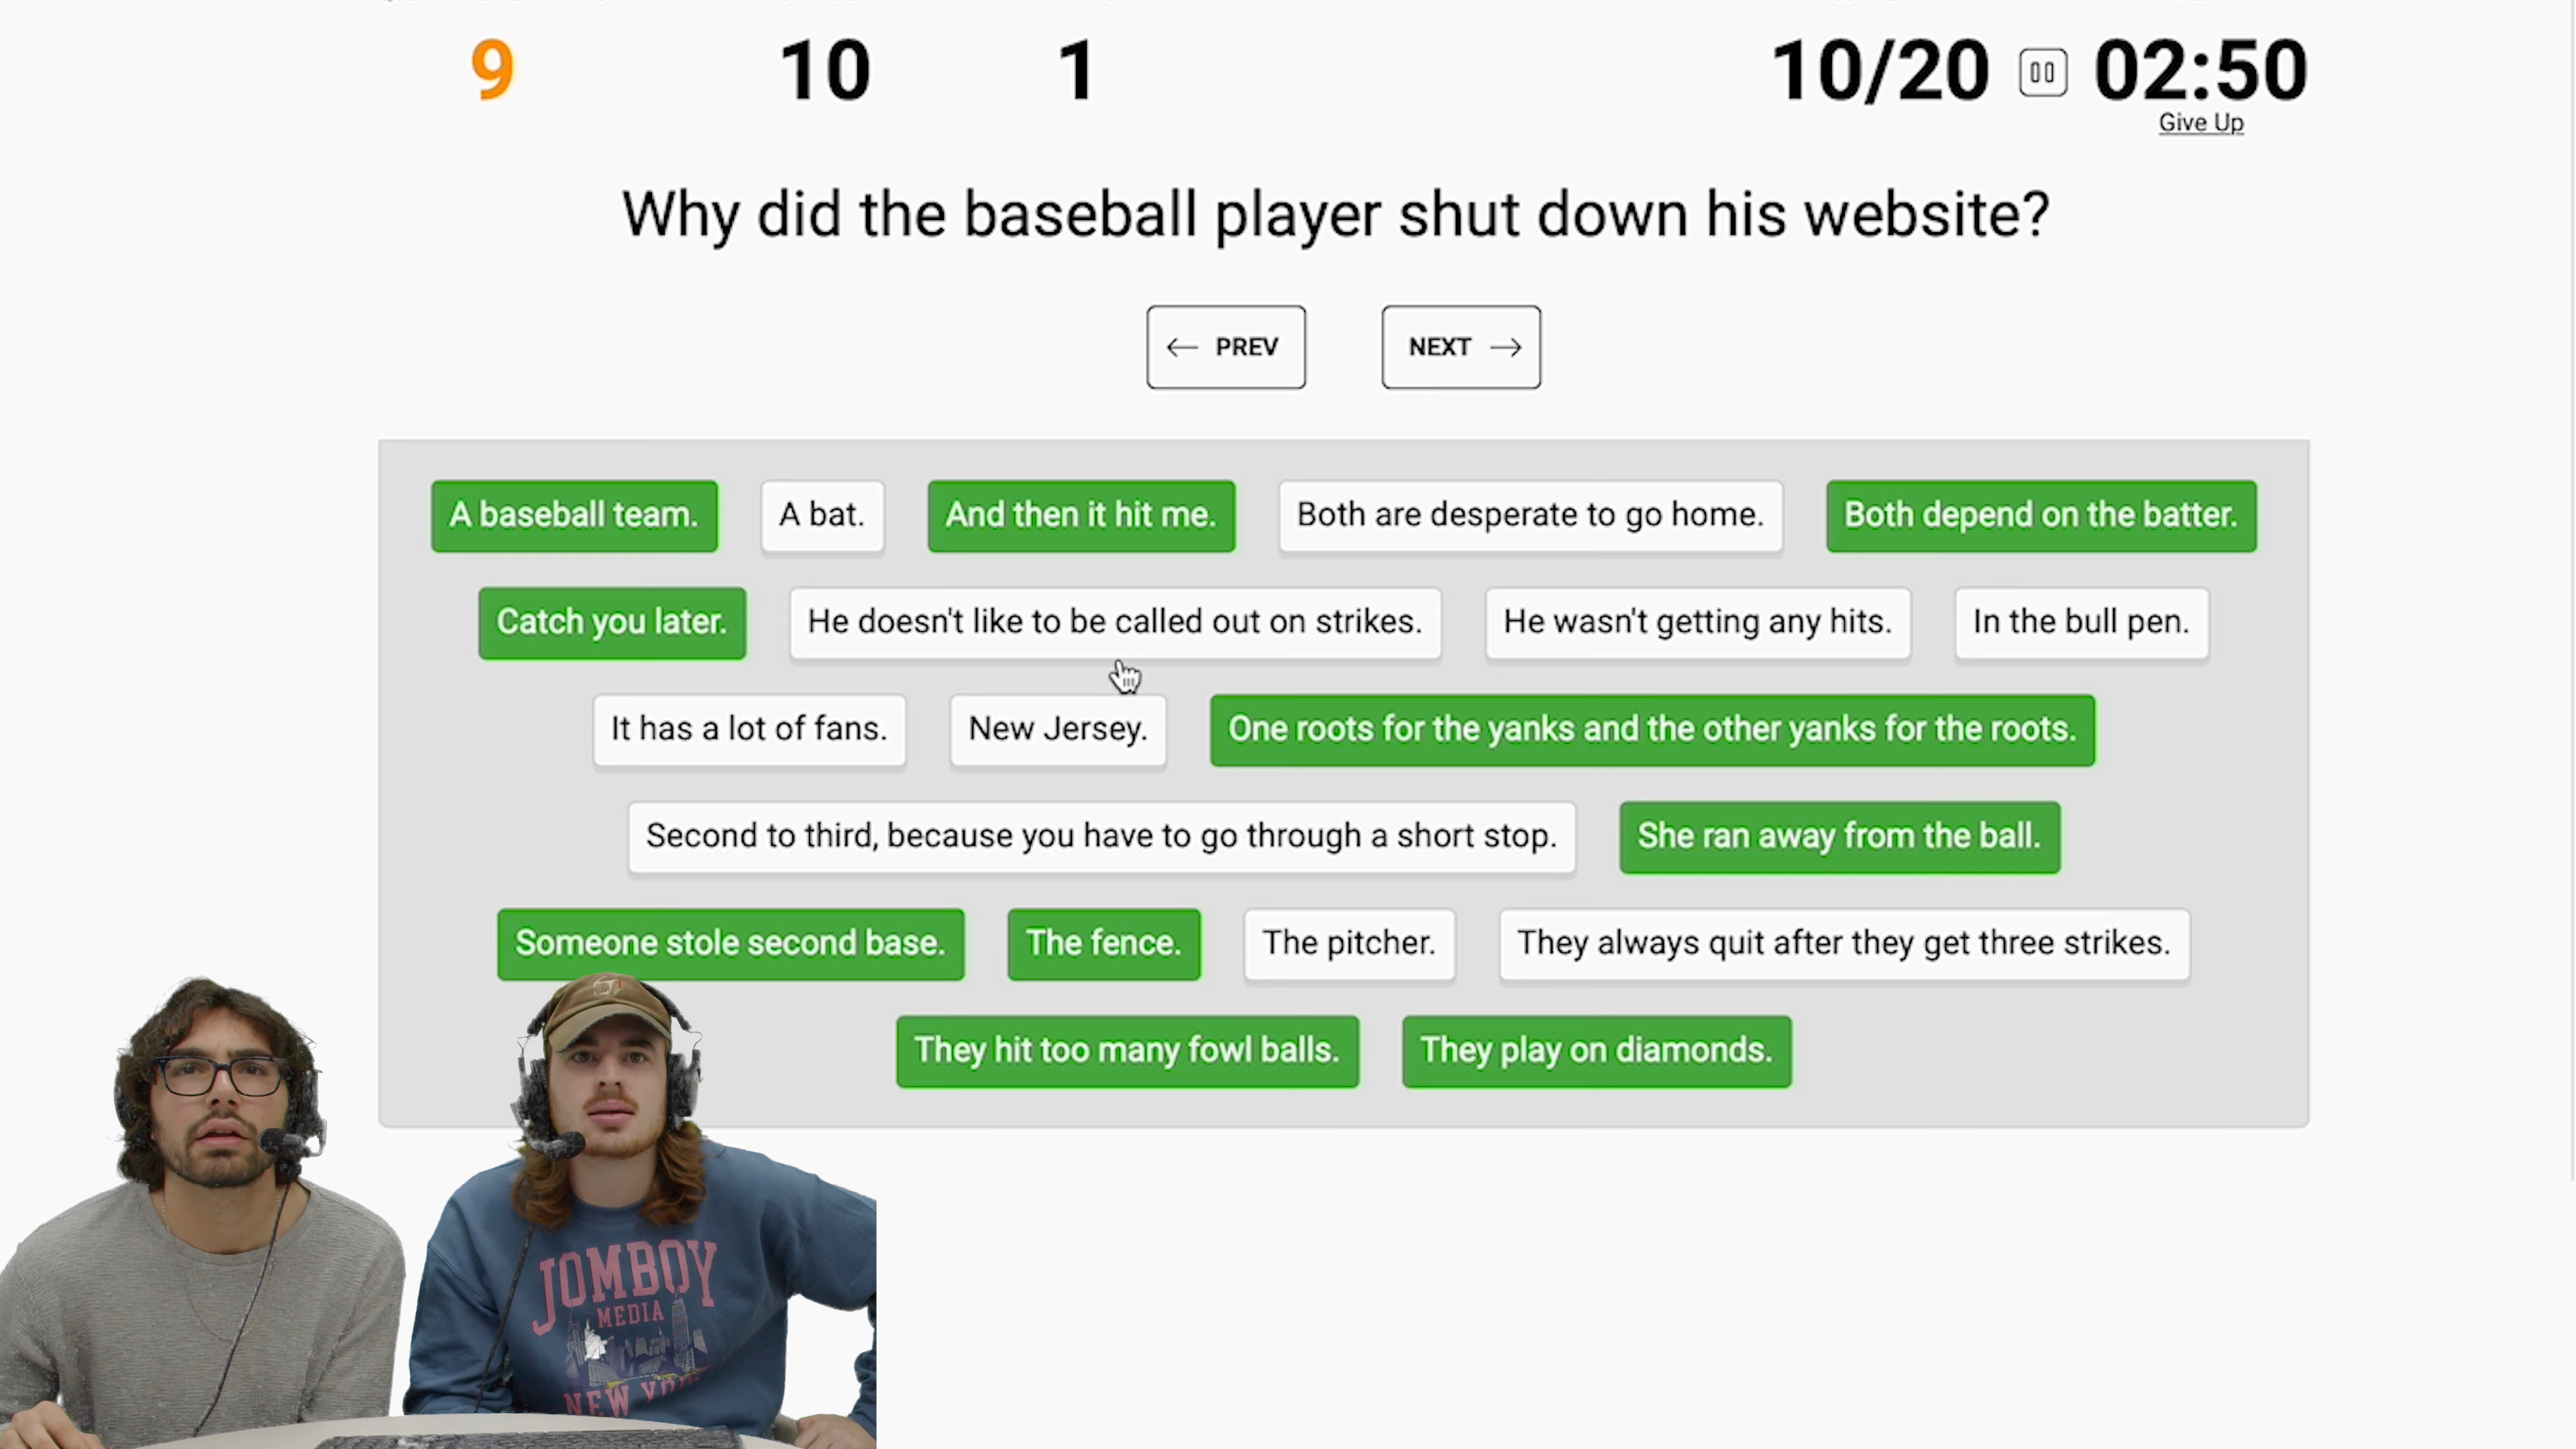 9 10 1 10/20 02:50
Give Up
Why did the baseball player shut down his website?
← PREV NEXT →
A baseball team. A bat. And then it hit me. Both are desperate to go home. Both depend on the batter.
Catch you later. He doesn't like to be called out on strikes. He wasn't getting any hits. In the bull pen.
It has a lot of fans. New Jersey. One roots for the yanks and the other yanks for the roots.
Second to third, because you have to go through a short stop. She ran away from the ball.
Someone stole second base. The fence. The pitcher. They always quit after they get three strikes.
They hit too many fowl balls. They play on diamonds.
JOMBOY
MEDIA
NEW